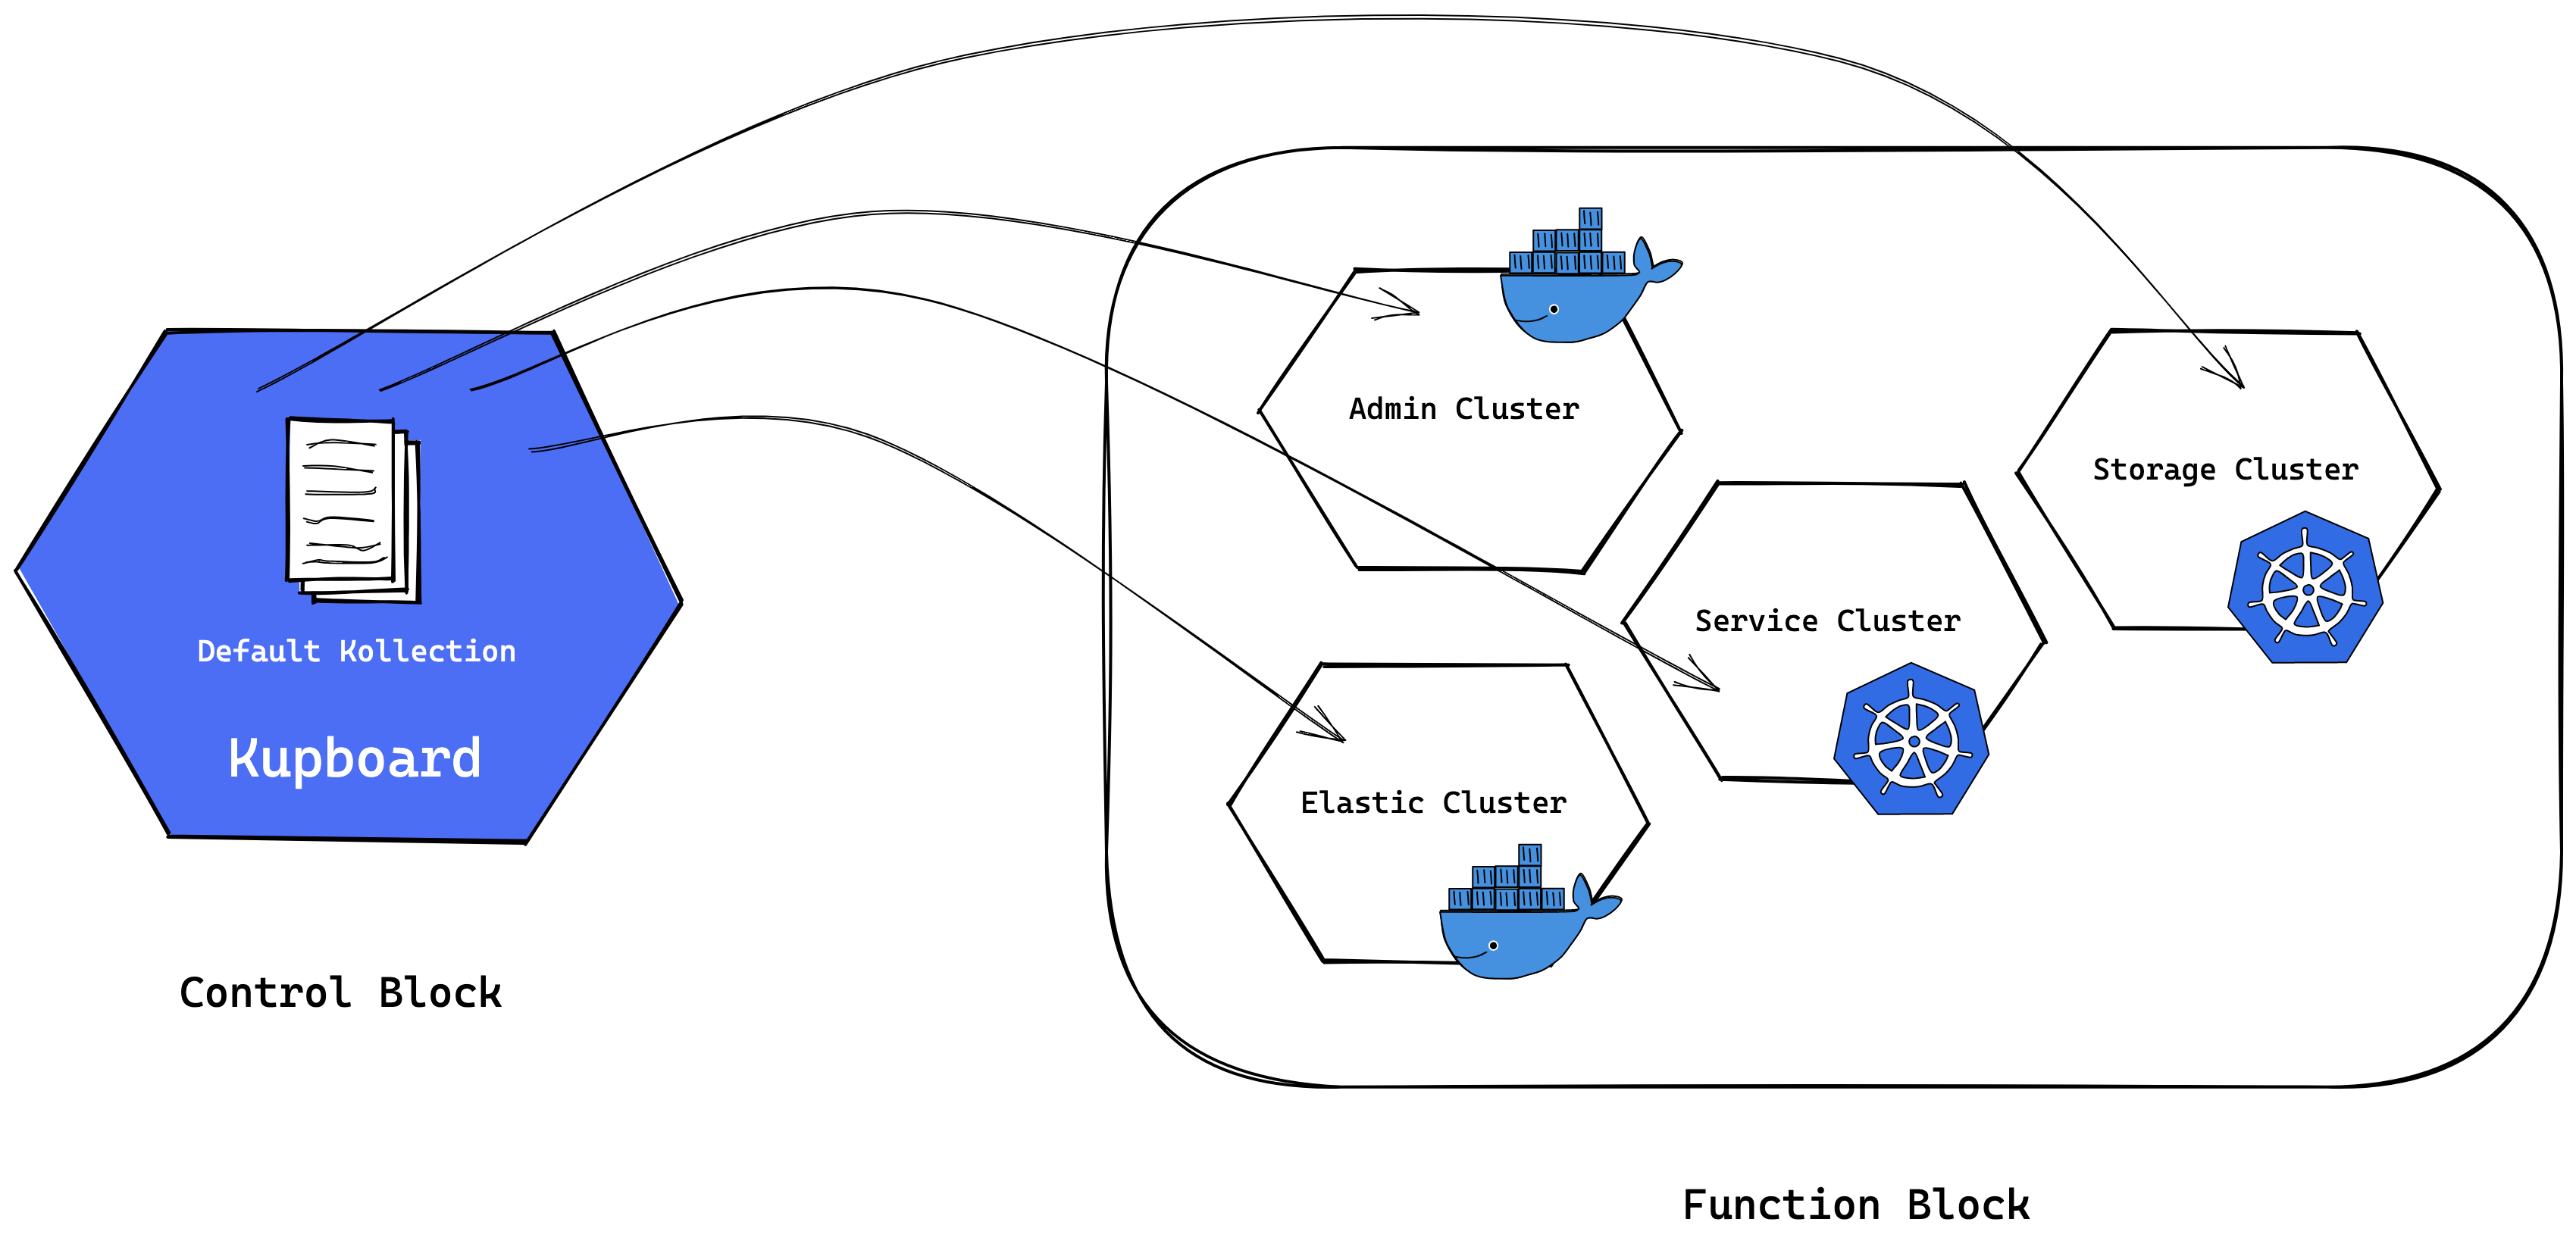 Default Kollection
Kupboard
Control Block
Admin Cluster
Storage Cluster
Service Cluster
Elastic Cluster
Function Block